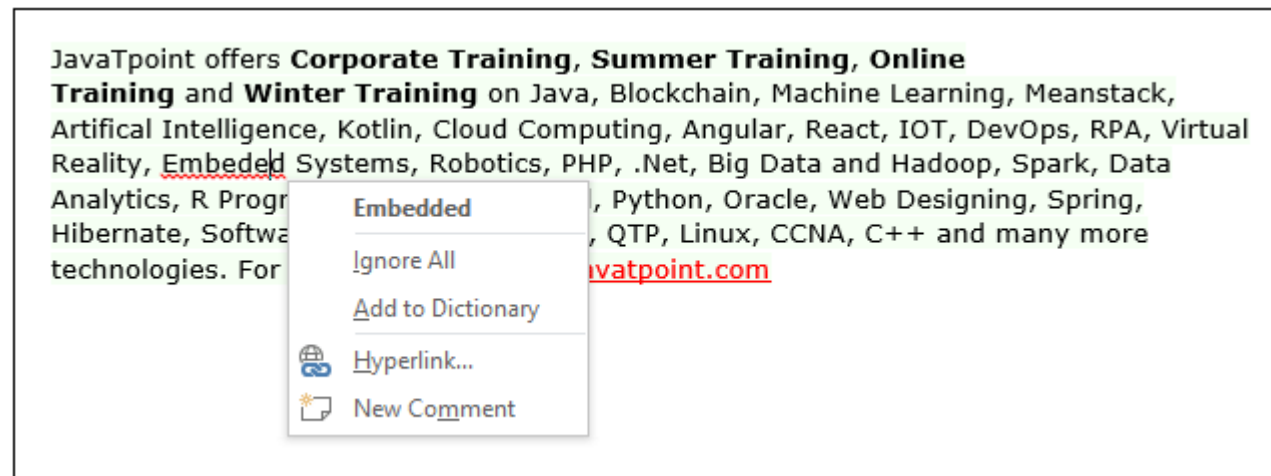 JavaTpoint offers Corporate Training, Summer Training, Online
Training and Winter Training on Java, Blockchain, Machine Learning, Meanstack,
Artifical Intelligence, Kotlin, Cloud Computing, Angular, React, IOT, DevOps, RPA, Virtual
Reality, Embeded Systems, Robotics, PHP, .Net, Big Data and Hadoop, Spark, Data
Analytics, R Progr , Python, Oracle, Web Designing, Spring,
Hibernate, Softwa , QTP, Linux, CCNA, C++ and many more
technologies. For vatpoint.com
Embedded
Ignore All
Add to Dictionary
Hyperlink...
New Comment